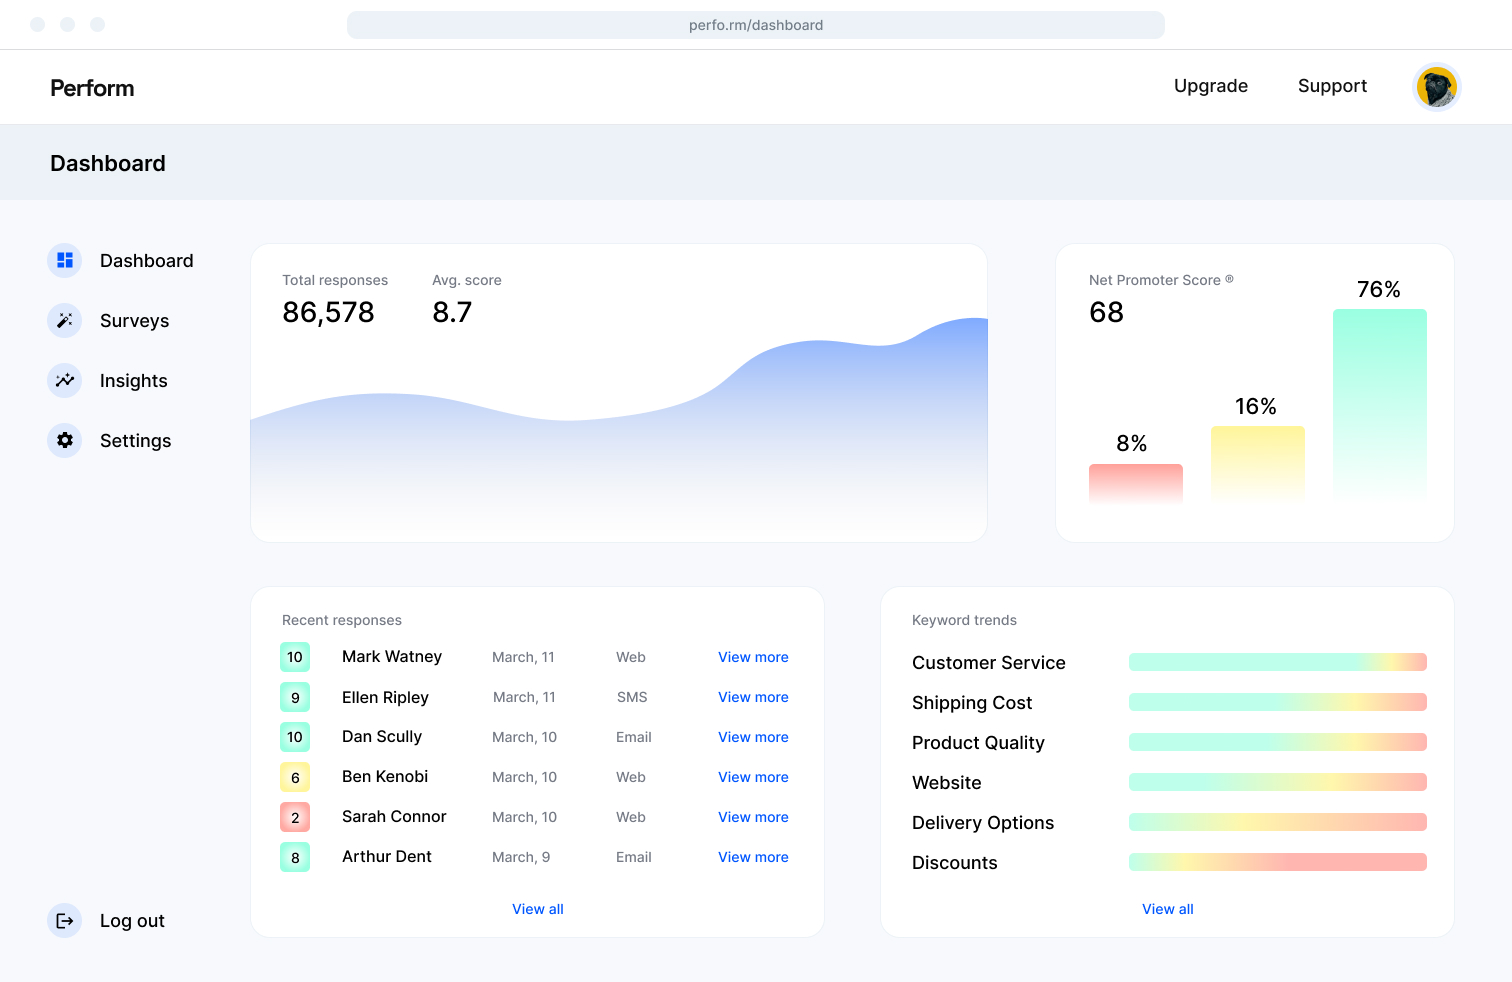 perfo.rm/dashboard
Perform
Upgrade
Support
Dashboard
Dashboard
Surveys
Insights
Settings
Log out
Total responses
86,578
Avg. score
8.7
Net Promoter Score ®
68
8%
16%
76%
Recent responses
10 Mark Watney March, 11 Web View more
9 Ellen Ripley March, 11 SMS View more
10 Dan Scully March, 10 Email View more
6 Ben Kenobi March, 10 Web View more
2 Sarah Connor March, 10 Web View more
8 Arthur Dent March, 9 Email View more
View all
Keyword trends
Customer Service
Shipping Cost
Product Quality
Website
Delivery Options
Discounts
View all